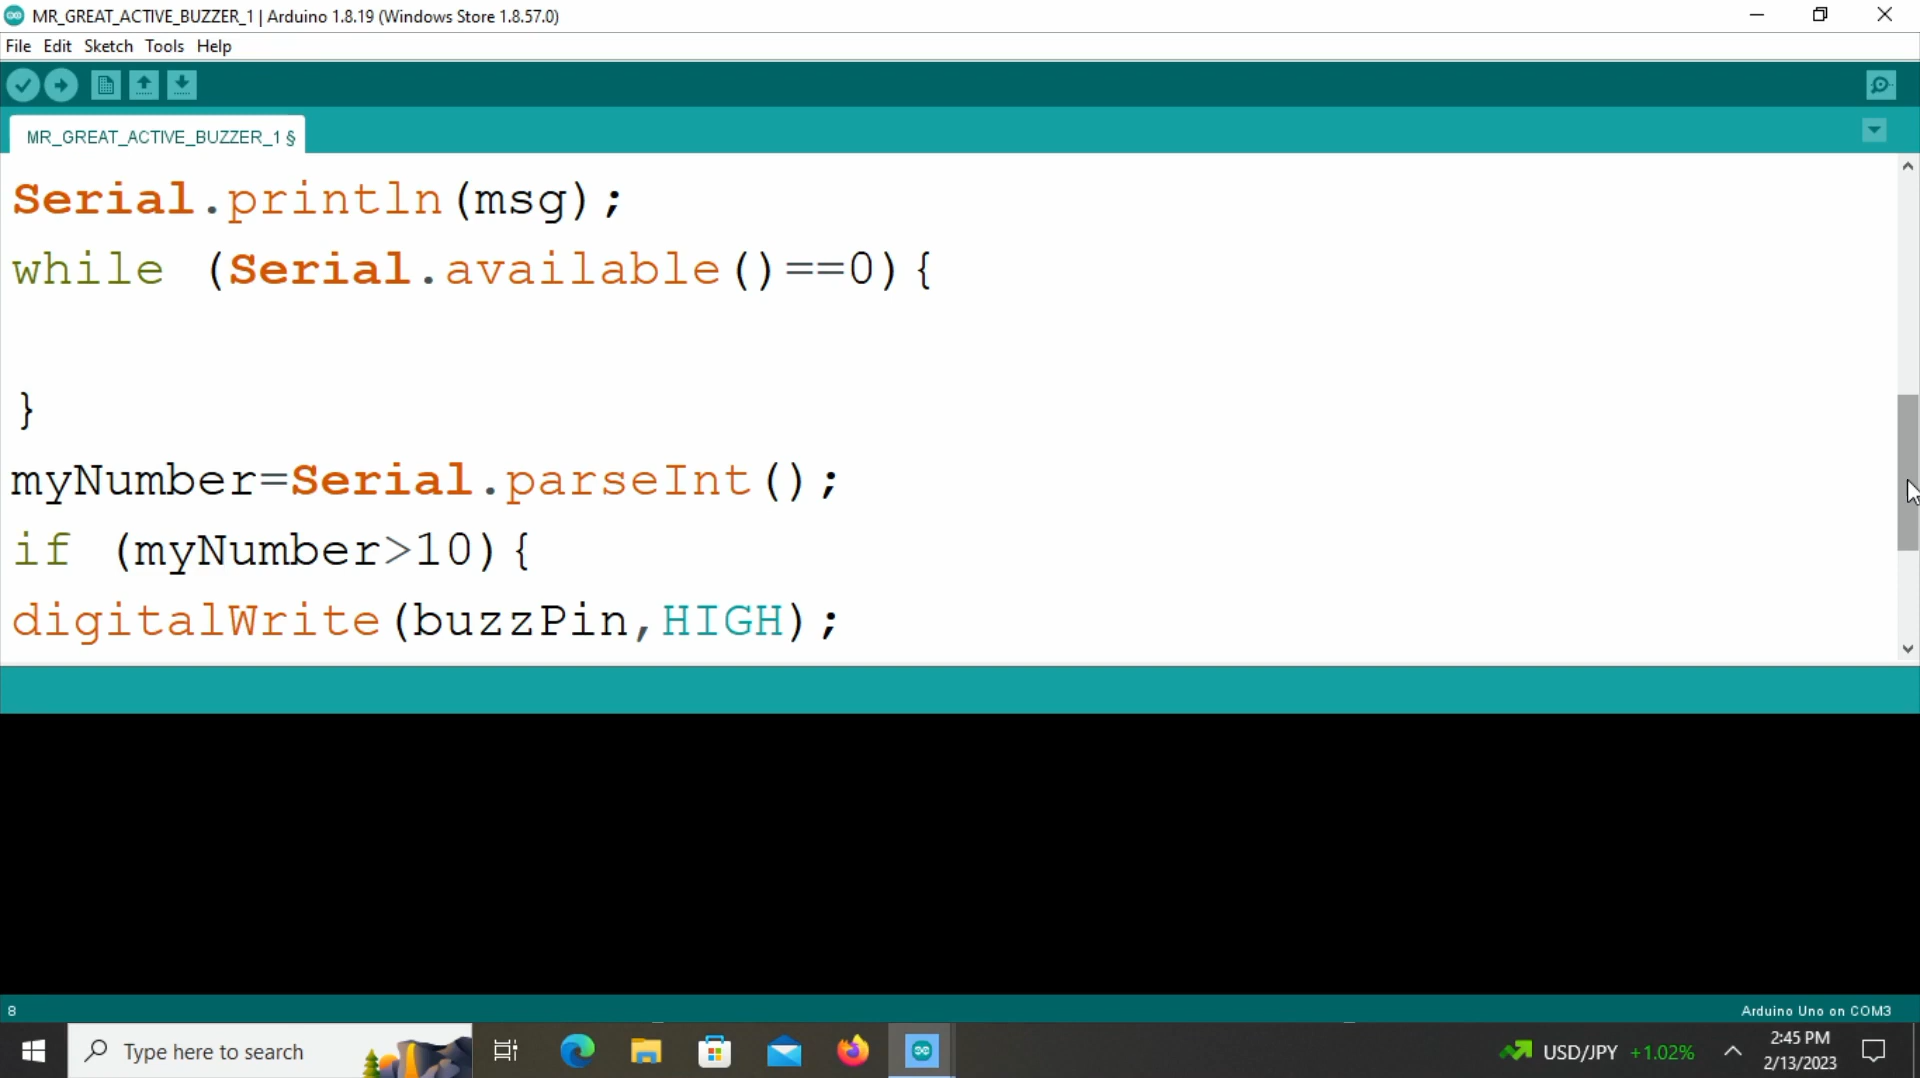 MR_GREAT_ACTIVE_BUZZER_1 | Arduino 1.8.19 (Windows Store 1.8.57.0)
File Edit Sketch Tools Help
MR_GREAT_ACTIVE_BUZZER_1 §
Serial.println(msg);
while (Serial.available()==0){
}
myNumber=Serial.parseInt();
if (myNumber>10){
digitalWrite(buzzPin,HIGH);
8
Arduino Uno on COM3
Type here to search
USD/JPY +1.02%
2:45 PM
2/13/2023